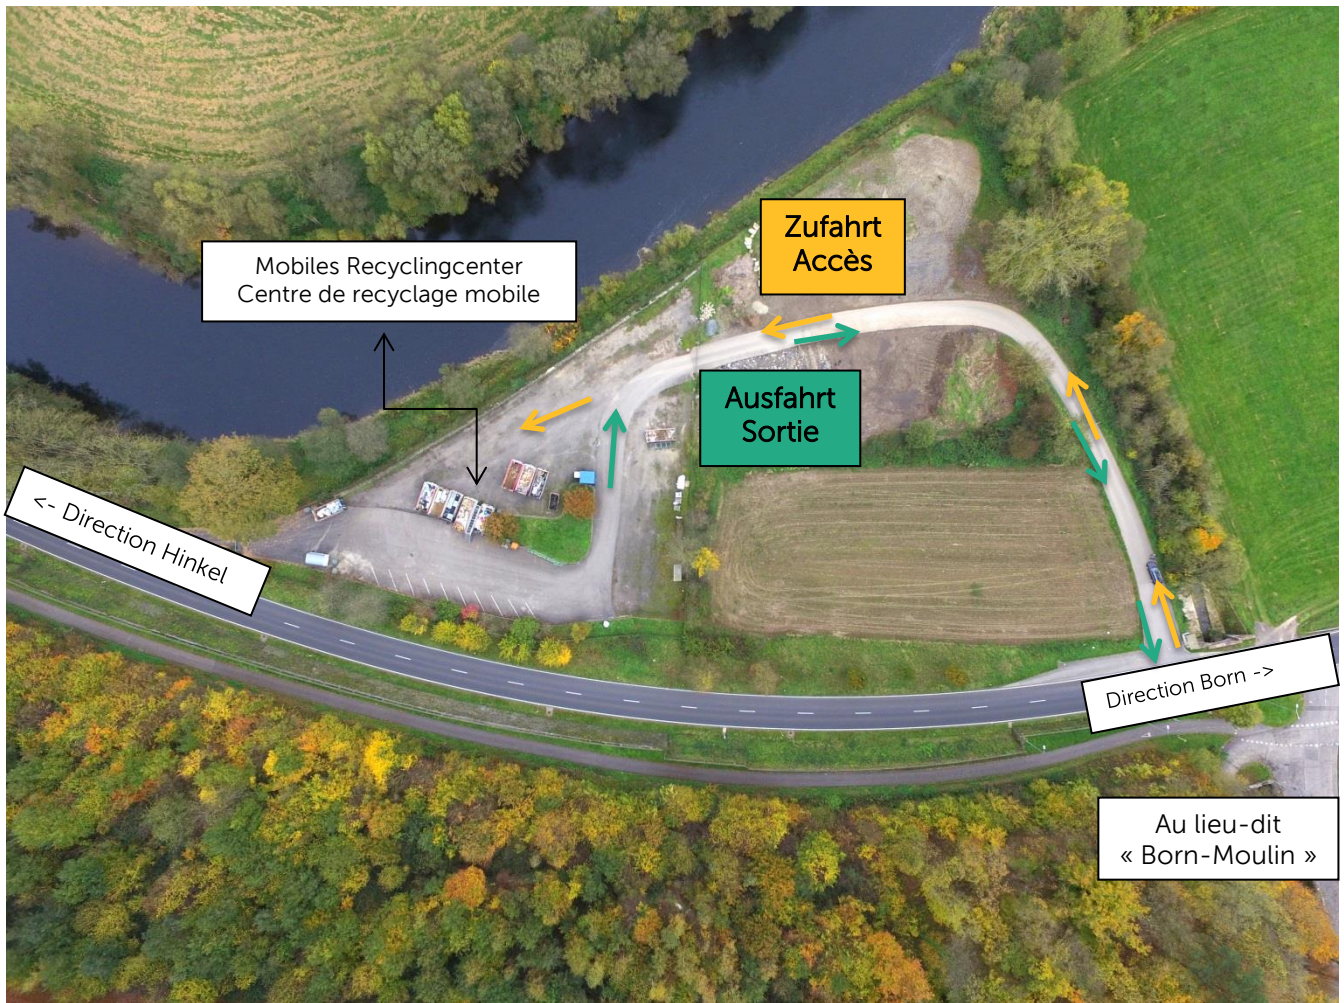 Zufahrt
Accès
Mobiles Recyclingcenter
Centre de recyclage mobile
Ausfahrt
Sortie
<- Direction Hinkel
Direction Born ->
Au lieu-dit
« Born-Moulin »